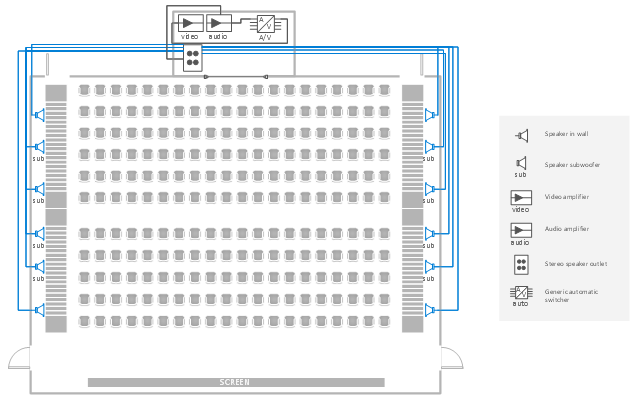 A
V
video
audio
A/V
sub
sub
sub
sub
sub
sub
sub
sub
SCREEN
Speaker in wall
Speaker subwoofer
sub
Video amplifier
video
Audio amplifier
audio
Stereo speaker outlet
A
V
Generic automatic
switcher
auto